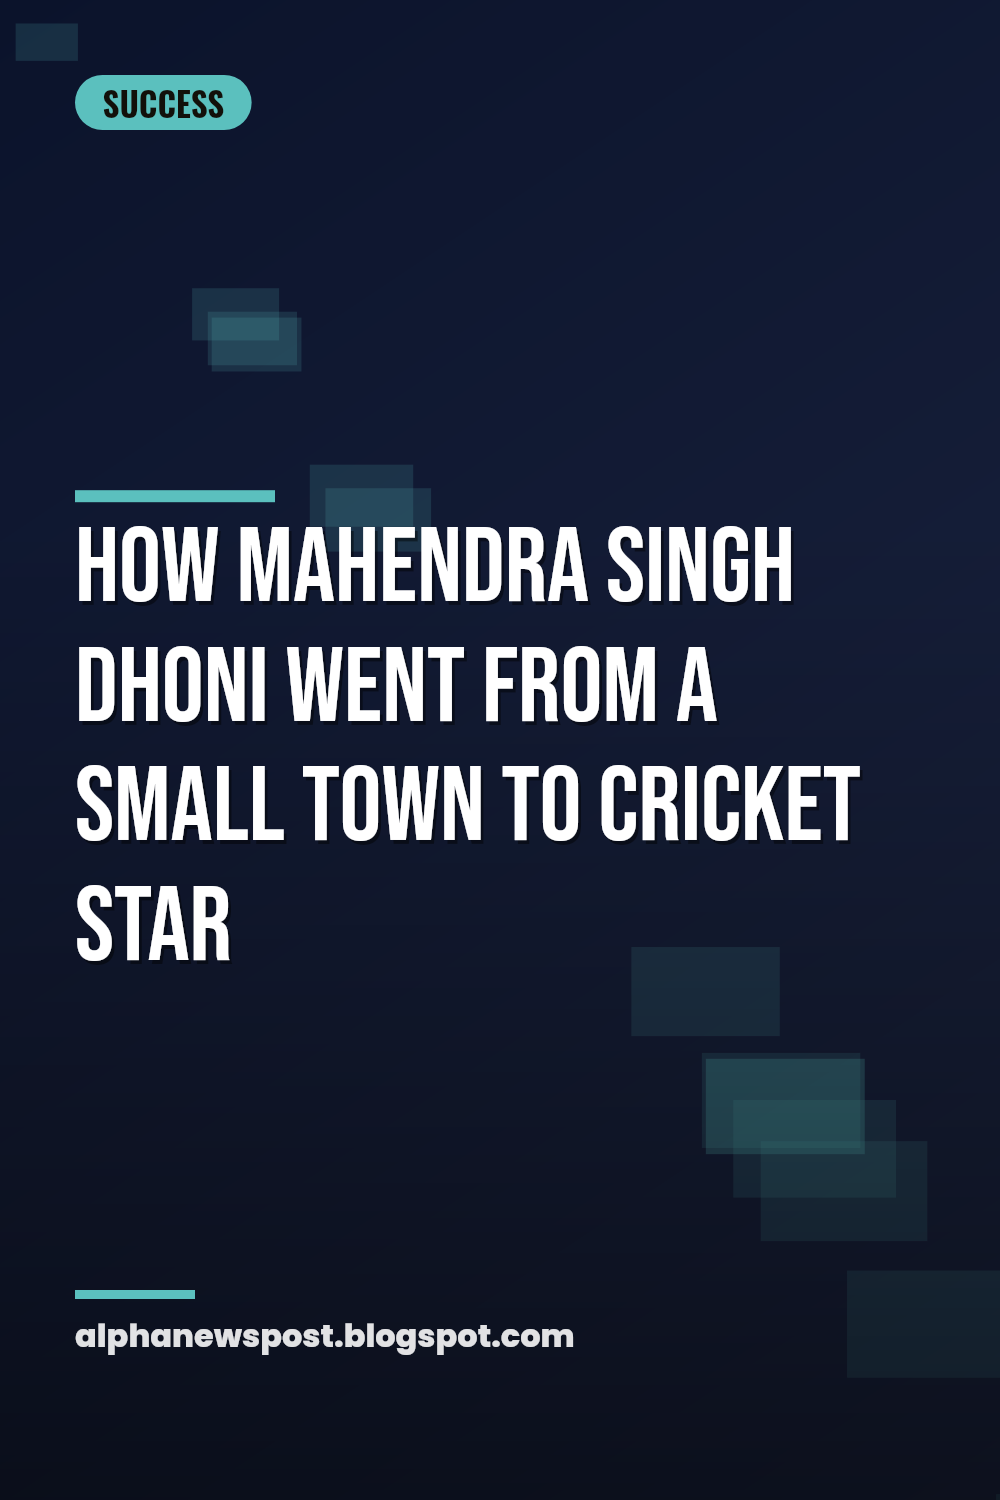 SUCCESS
HOW MAHENDRA SINGH
DHONI WENT FROM A
SMALL TOWN TO CRICKET
STAR
alphanewspost.blogspot.com